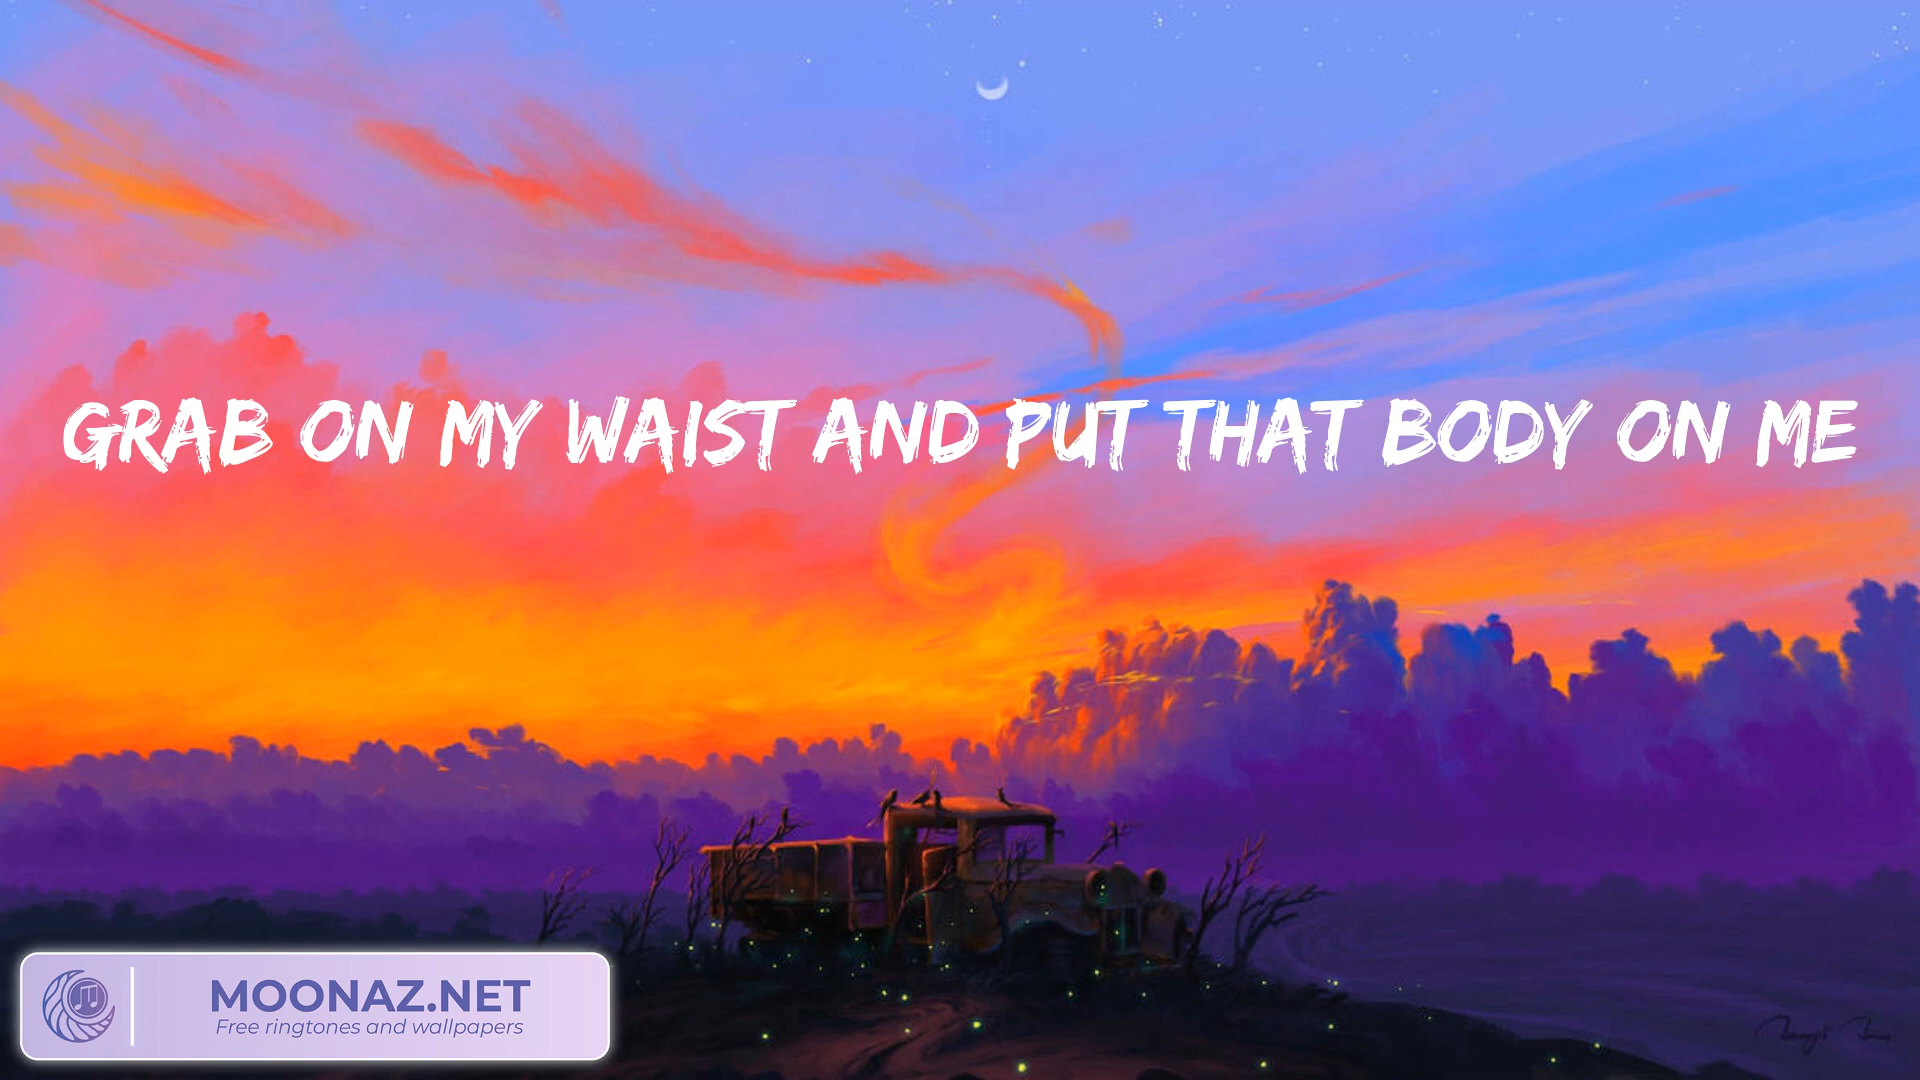 GRAB ON MY WAIST AND PUT THAT BODY ON ME
MOONAZ.NET
Free ringtones and wallpapers